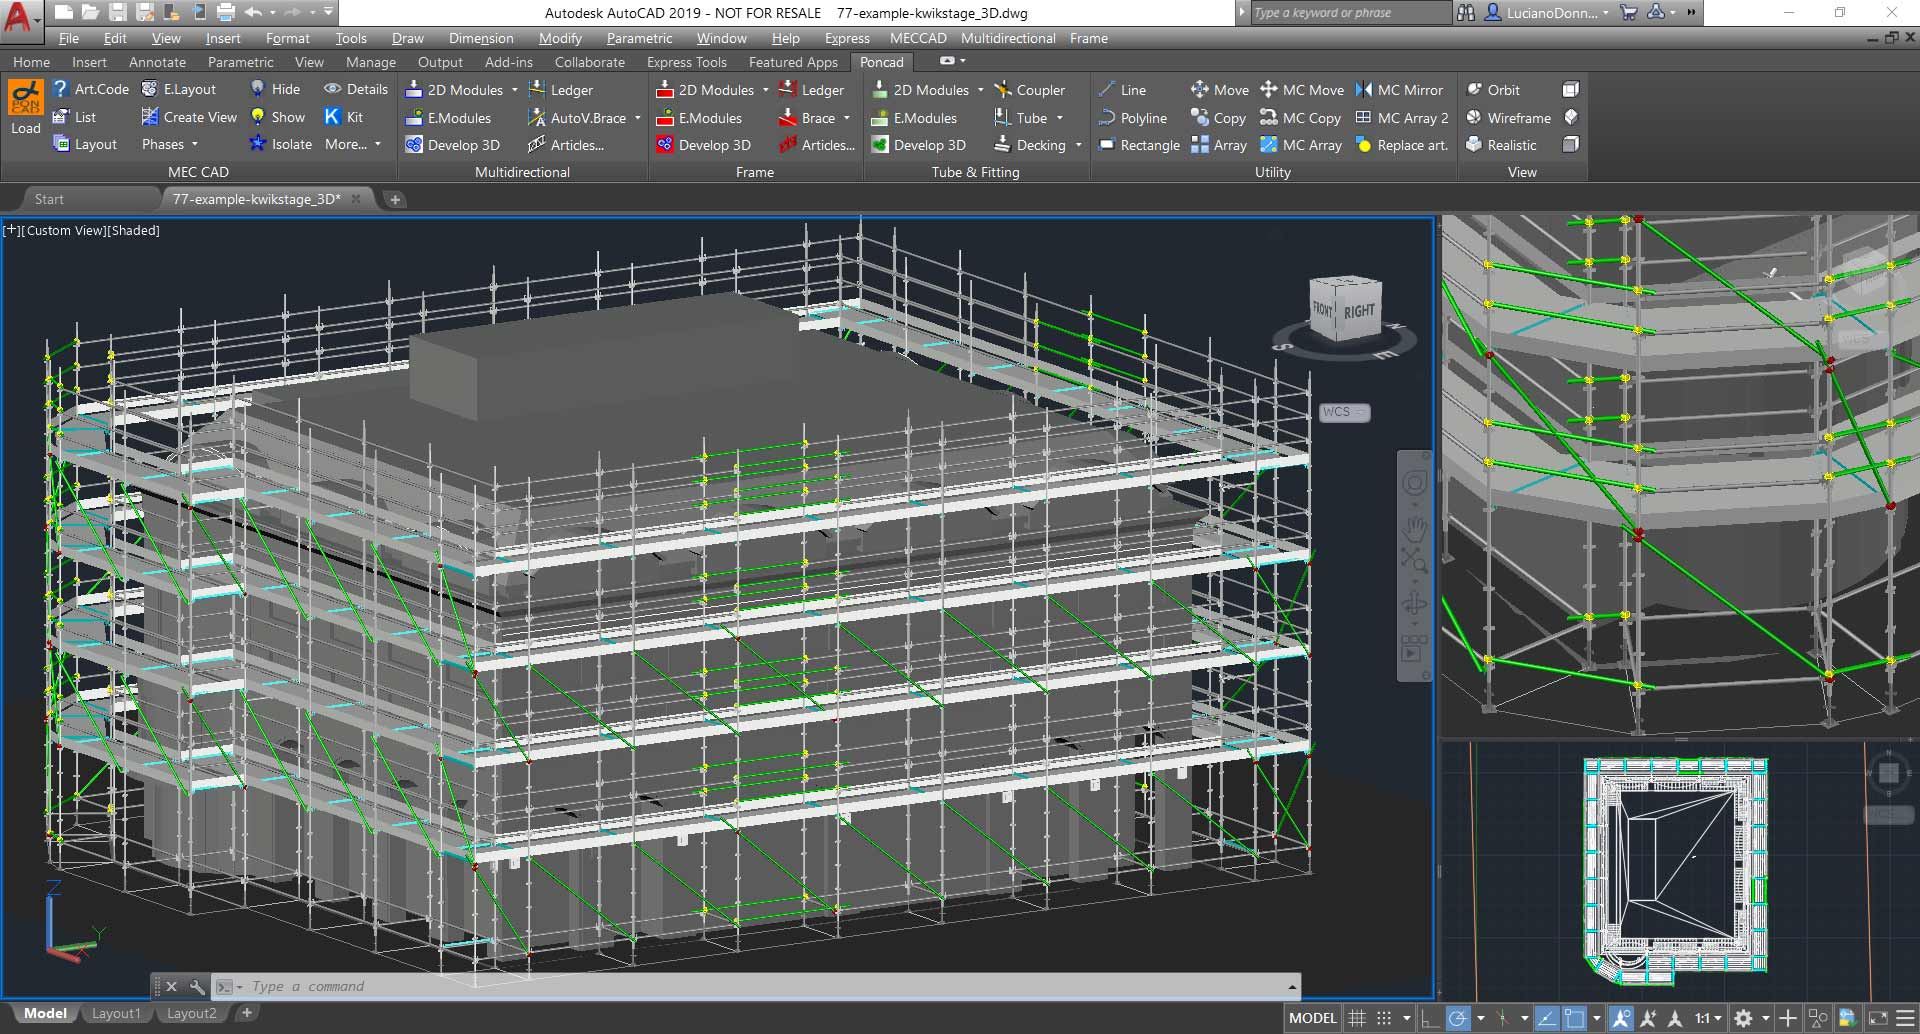 Autodesk AutoCAD 2019 - NOT FOR RESALE 77-example-kwikstage_3D.dwg
Type a keyword or phrase
LucianoDonn...
File Edit View Insert Format Tools Draw Dimension Modify Parametric Window Help Express MECCAD Multidirectional Frame
Home Insert Annotate Parametric View Manage Output Add-ins Collaborate Express Tools Featured Apps Poncad
PON CAD
Art.Code E.Layout Hide Details 2D Modules Ledger 2D Modules Ledger 2D Modules Coupler Line Move MC Move MC Mirror Orbit
List Create View Show Kit E.Modules AutoV.Brace E.Modules Brace E.Modules Tube Polyline Copy MC Copy MC Array 2 Wireframe
Load
Layout Phases Isolate More... Develop 3D Articles... Develop 3D Articles... Develop 3D Decking Rectangle Array MC Array Replace art. Realistic
MEC CAD Multidirectional Frame Tube & Fitting Utility View
Start 77-example-kwikstage_3D*
[+][Custom View][Shaded]
FRONT RIGHT
S E N
WCS
Z
Y
X
Type a command
Model Layout1 Layout2
MODEL 1:1